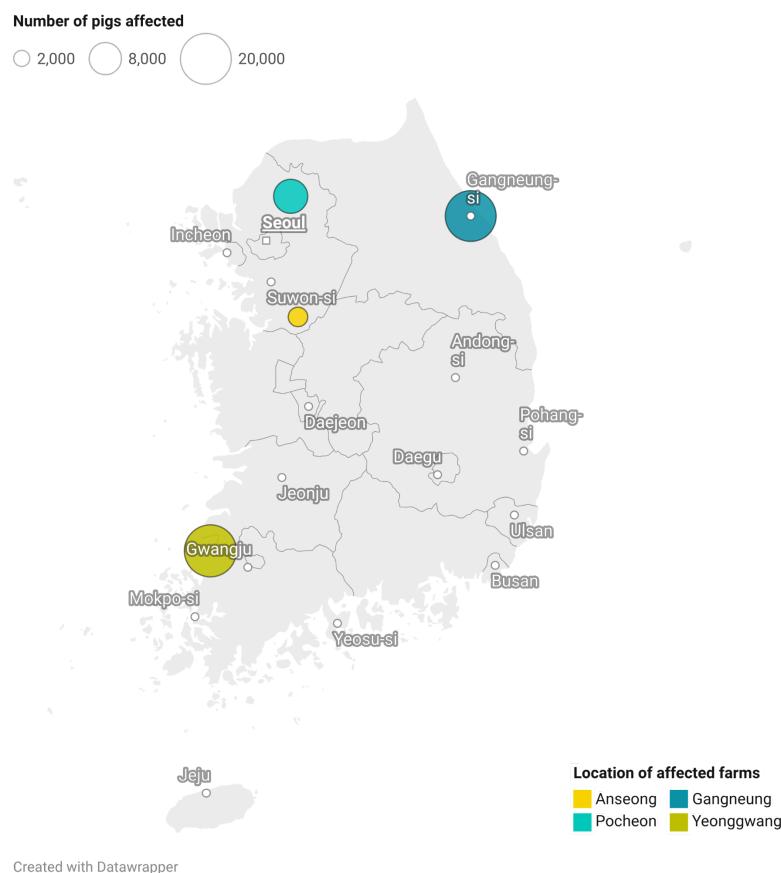 Number of pigs affected
2,000 8,000 20,000
Gangneung-
si
Seoul
Incheon
Suwon-si
Andong-
si
Pohang-
si
Daejeon
Daegu
Jeonju
Ulsan
Gwangju
Busan
Mokpo-si
Yeosu-si
Jeju
Location of affected farms
Anseong Gangneung
Pocheon Yeonggwang
Created with Datawrapper